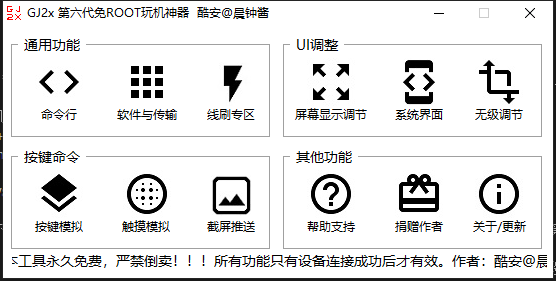 GJ2x 第六代免ROOT玩机神器 酷安@晨钟酱
通用功能
命令行 软件与传输 线刷专区
UI调整
屏幕显示调节 系统界面 无级调节
按键命令
按键模拟 触摸模拟 截屏推送
其他功能
帮助支持 捐赠作者 关于/更新
工具永久免费，严禁倒卖！！！所有功能只有设备连接成功后才有效。作者：酷安@晨